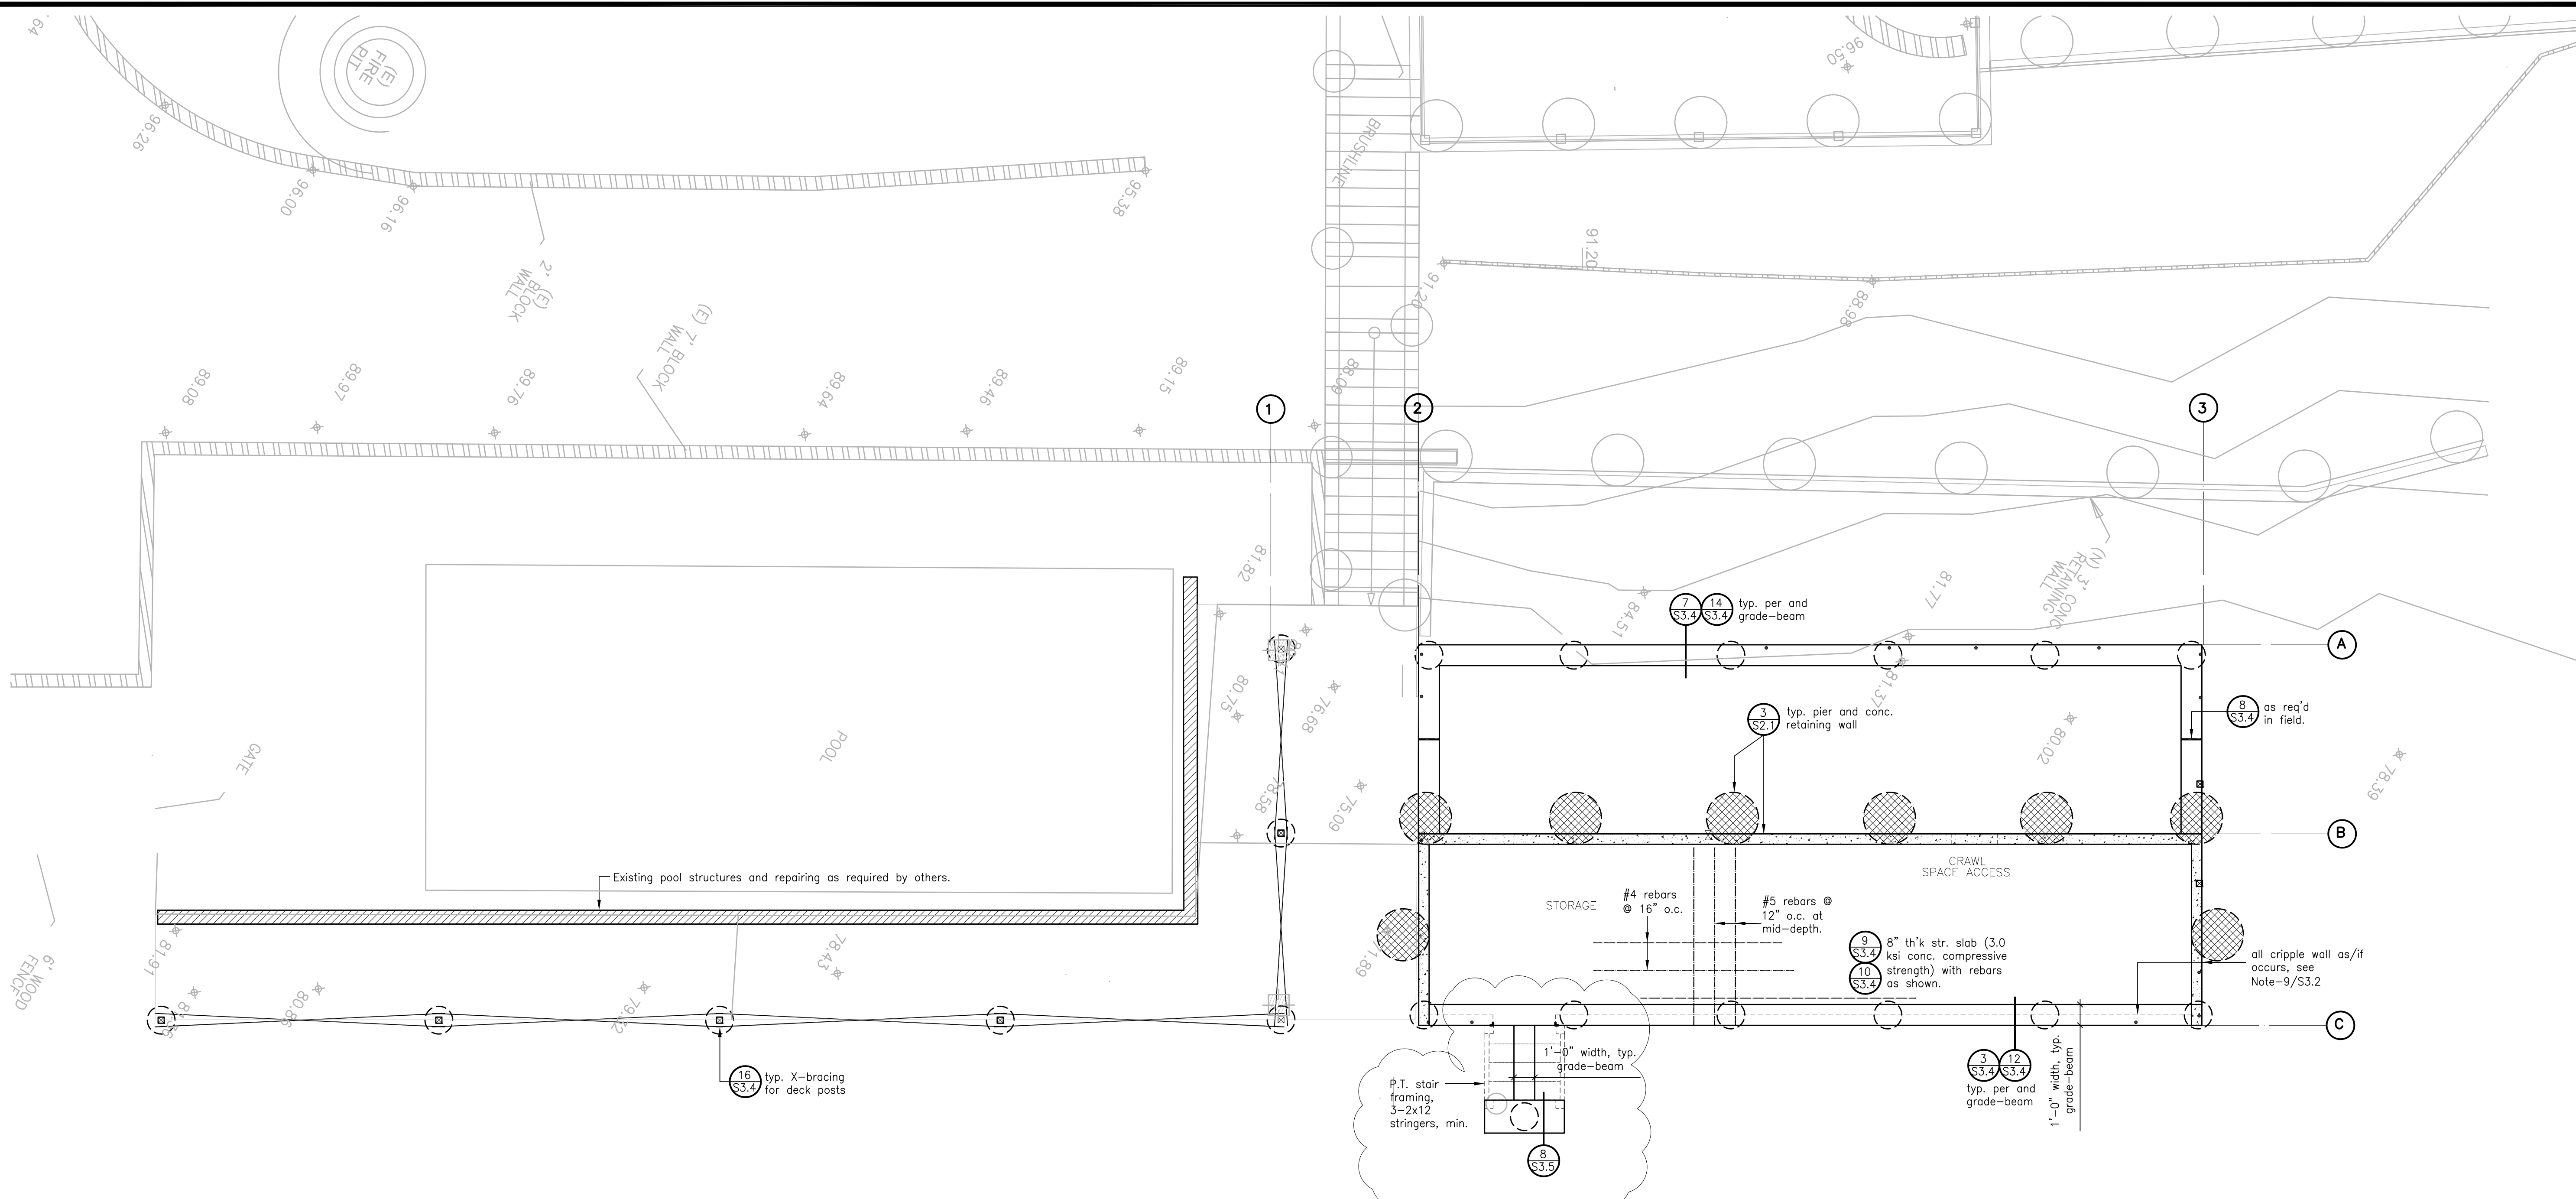 64
(E)
FIRE
PIT
96.26
96.00
96.16
95.38
2' (E)
BLOCK
WALL
(E) 7' BLOCK
WALL
BRUSHLINE
96.50
91.20
91.20
88.98
89.08
89.97
89.76
89.64
89.46
89.15
88.09
1
2
3
81.82
84.51
81.77
(N) 3' CONC
RETAINING
WALL
7
S3.4
14
S3.4
typ. per and
grade-beam
A
80.75
76.68
81.37
80.02
78.39
3
S2.1
typ. pier and conc.
retaining wall
8
S3.4
as req'd
in field.
GATE
POOL
78.58
75.09
B
Existing pool structures and repairing as required by others.
CRAWL
SPACE ACCESS
STORAGE
#4 rebars
@ 16" o.c.
#5 rebars @
12" o.c. at
mid-depth.
9
S3.4
10
S3.4
8" th'k str. slab (3.0
ksi conc. compressive
strength) with rebars
as shown.
all cripple wall as/if
occurs, see
Note-9/S3.2
6' WOOD
FENCE
81.91
80.86
78.43
C
16
S3.4
typ. X-bracing
for deck posts
P.T. stair
framing,
3-2x12
stringers, min.
1'-0" width, typ.
grade-beam
8
S3.5
3
S3.4
12
S3.4
typ. per and
grade-beam
1'-0" width, typ.
grade-beam